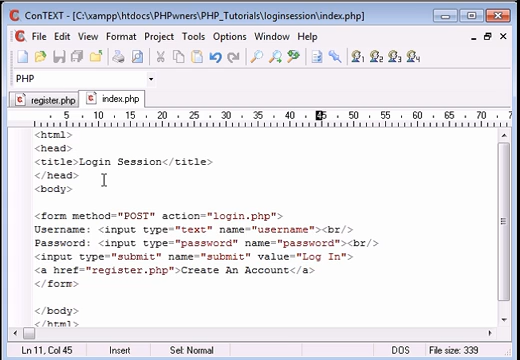 ConTEXT - [C:\xampp\htdocs\PHPwners\PHP_Tutorials\loginsession\index.php]
File Edit View Format Project Tools Options Window Help
PHP
register.php index.php
0 5 10 15 20 25 30 35 40 45 50 55 60 65 70 75
<html>
<head>
<title>Login Session</title>
</head>
<body>
<form method="POST" action="login.php">
Username: <input type="text" name="username"><br/>
Password: <input type="password" name="password"><br/>
<input type="submit" name="submit" value="Log In">
<a href="register.php">Create An Account</a>
</form>
</body>
</html>
Ln 11, Col 45 Insert Sel: Normal DOS File size: 339